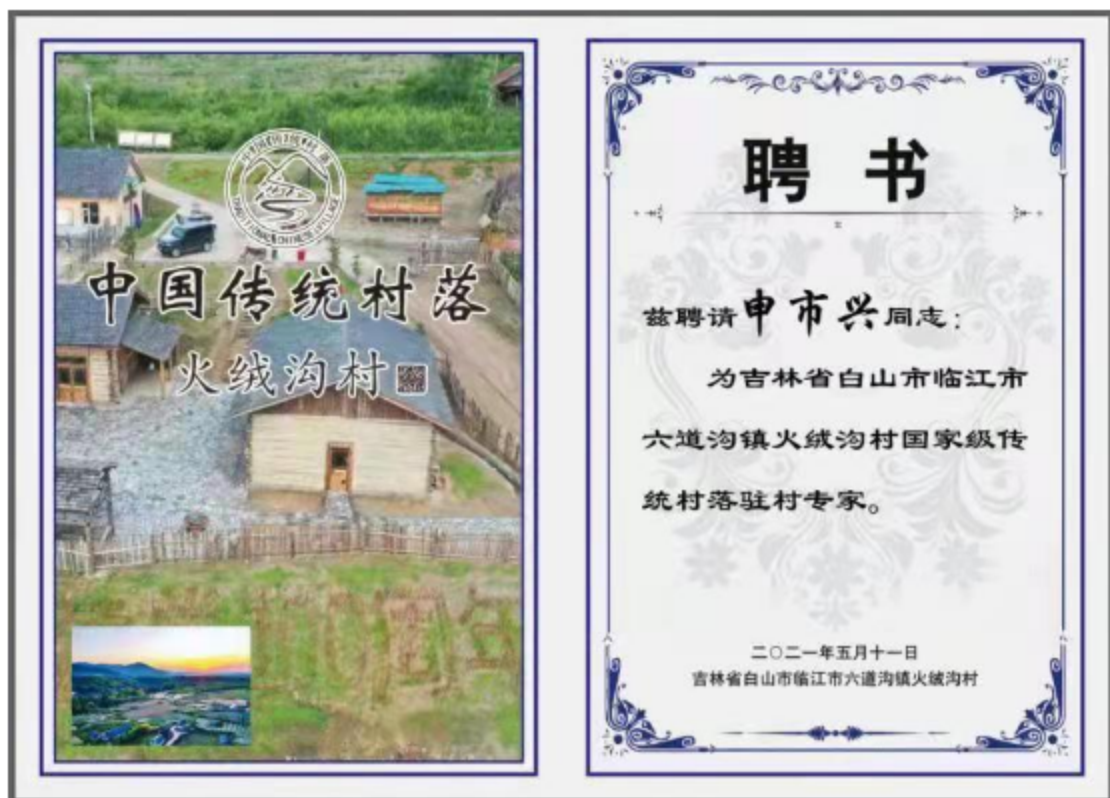 中国传统村落
火绒沟村
聘书
兹聘请申市兴同志：
为吉林省白山市临江市
六道沟镇火绒沟村国家级传
统村落驻村专家。
二〇二一年五月十一日
吉林省白山市临江市六道沟镇火绒沟村